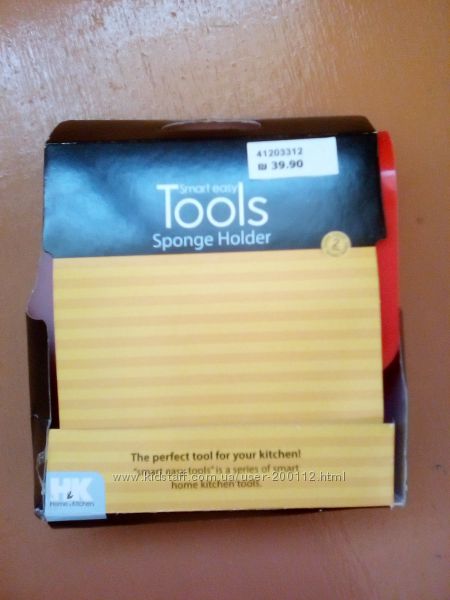 41203312
₪ 39.90
Smart easy
Tools
Sponge Holder
2
The perfect tool for your kitchen!
"smart easy tools" is a series of smart
www.kidstaff.com.ua/user-200112.html
home kitchen tools.
H&K
Home & Kitchen